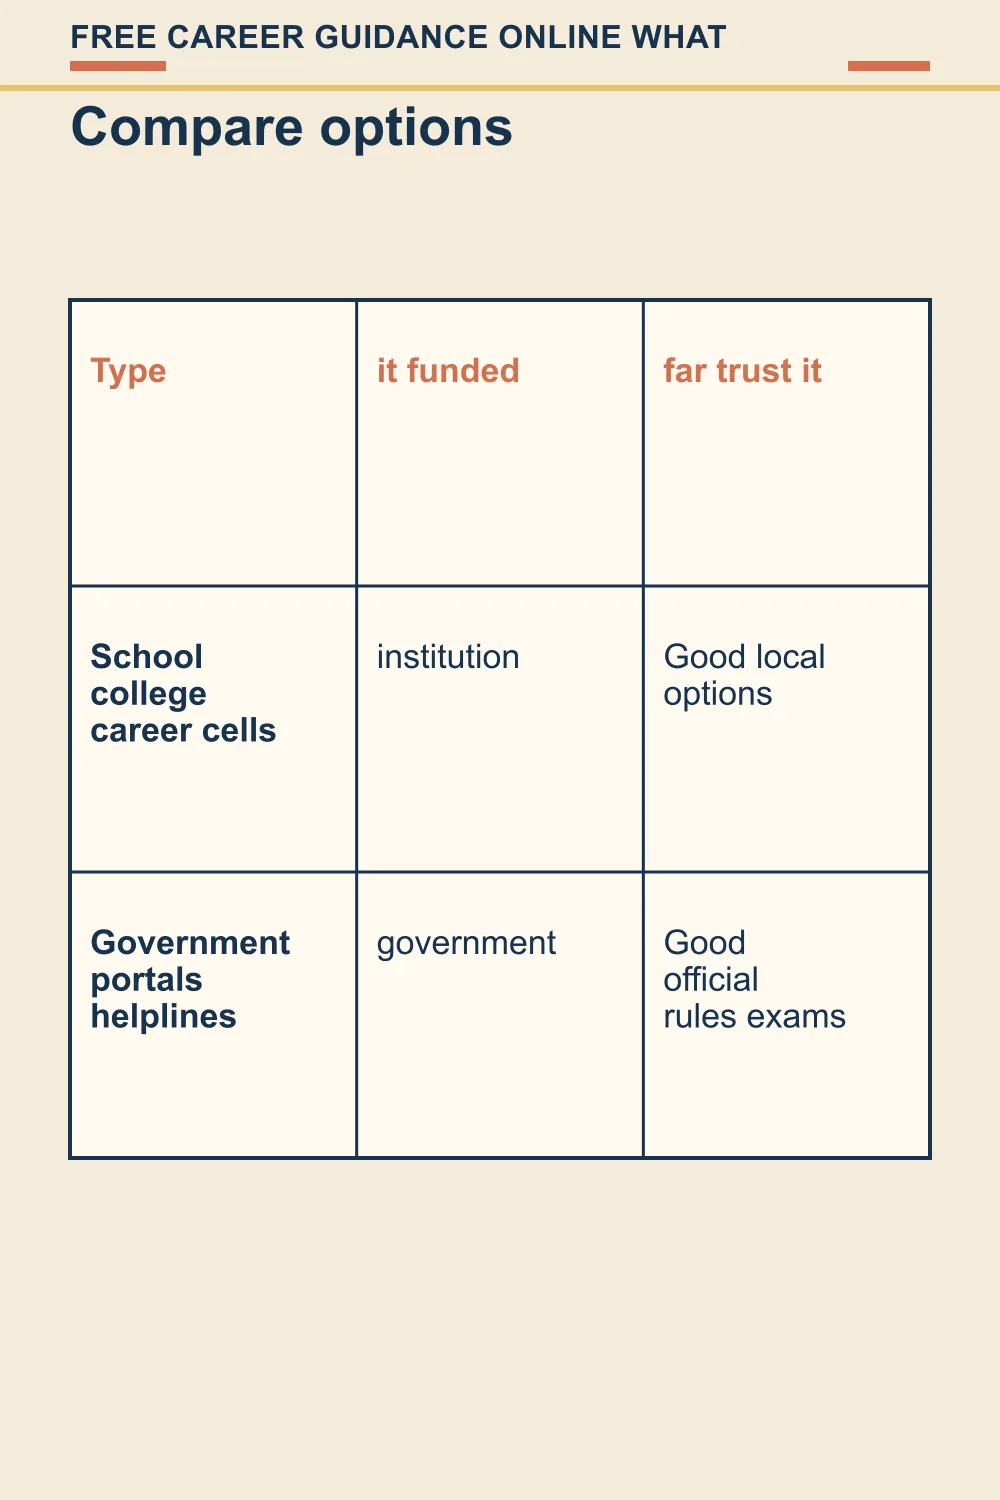 FREE CAREER GUIDANCE ONLINE WHAT
Compare options
Type
it funded
far trust it
School
college
career cells
institution
Good local
options
Government
portals
helplines
government
Good
official
rules exams